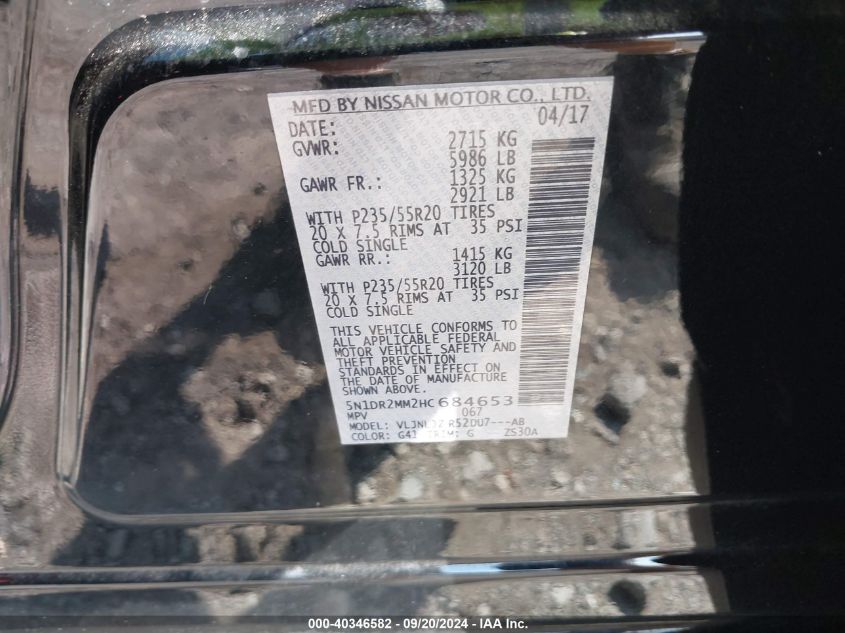 MFD BY NISSAN MOTOR CO., LTD.
DATE: 04/17
GVWR: 2715 KG
5986 LB
GAWR FR.: 1325 KG
2921 LB
WITH P235/55R20 TIRES
20 X 7.5 RIMS AT 35 PSI
COLD SINGLE
GAWR RR.: 1415 KG
3120 LB
WITH P235/55R20 TIRES
20 X 7.5 RIMS AT 35 PSI
COLD SINGLE
THIS VEHICLE CONFORMS TO
ALL APPLICABLE FEDERAL
MOTOR VEHICLE SAFETY AND
THEFT PREVENTION
STANDARDS IN EFFECT ON
THE DATE OF MANUFACTURE
SHOWN ABOVE.
5N1DR2MM2HC684653
MPV 067
MODEL:
COLOR: G41 TRIM: G ZS30A
000-40346582 - 09/20/2024 - IAA Inc.